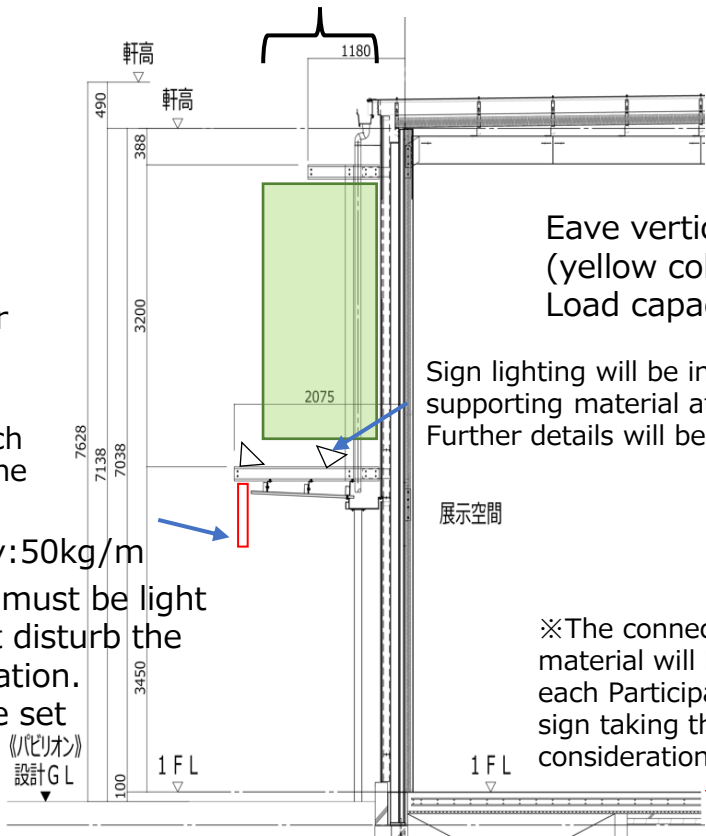 1180
軒高
軒高
490
388
3200
2075
7628
7138
7038
3450
100
Eave vertic
(yellow col
Load capac
Sign lighting will be in
supporting material at
Further details will be
r
ch
ne
y:50kg/m
must be light
t disturb the
ation.
e set
展示空間
※The connec
material will
each Participa
sign taking th
consideration
《パビリオン》
設計GL
1FL
1FL